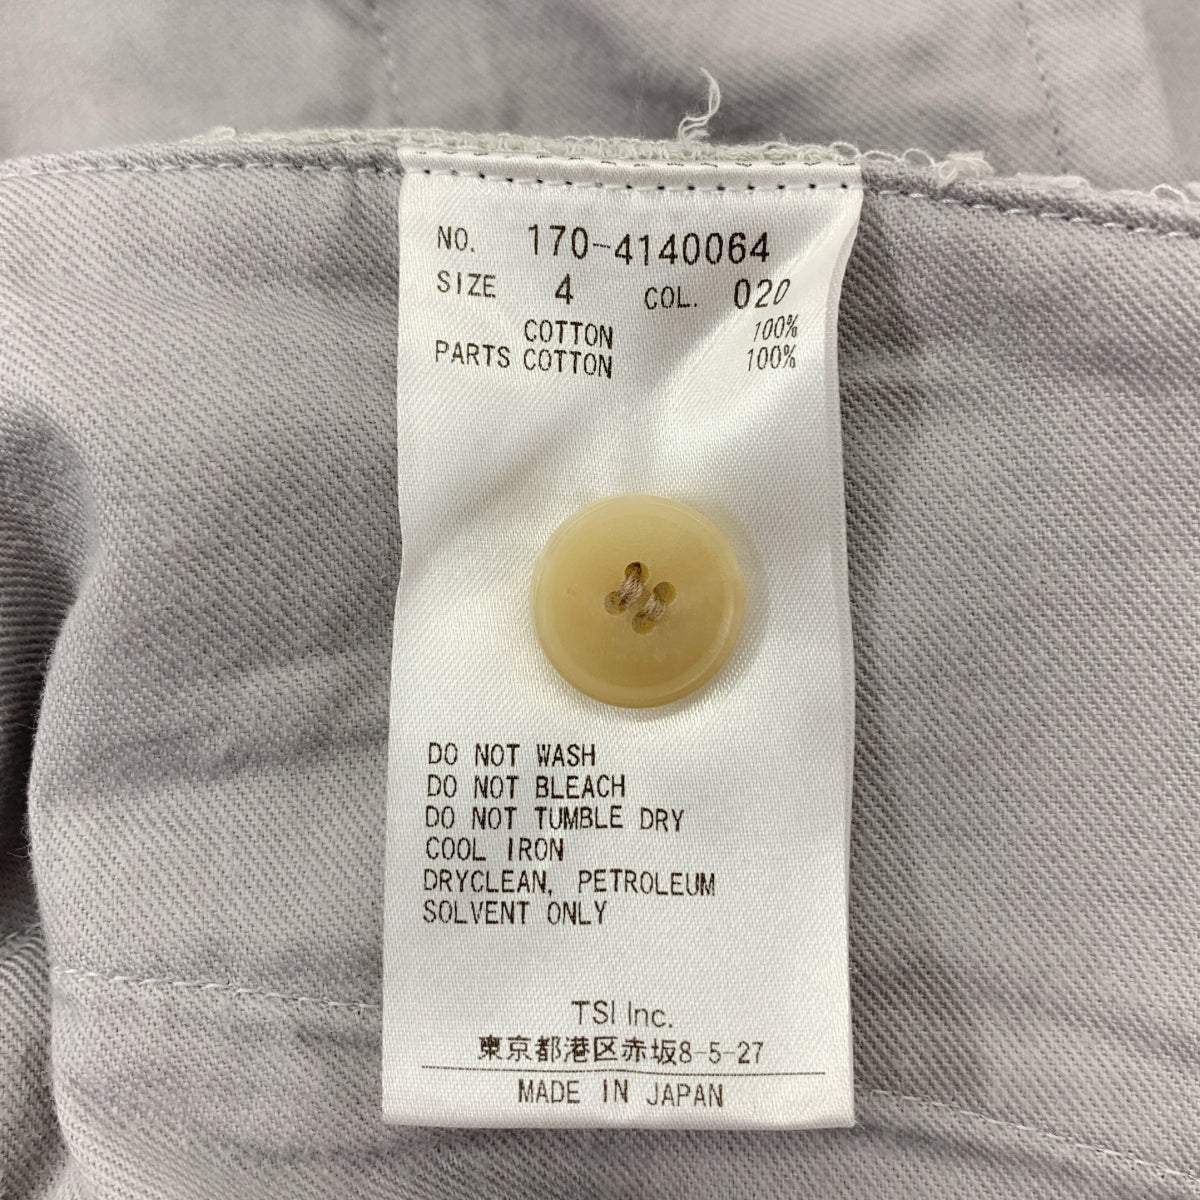 NO. 170-4140064
SIZE 4 COL. 020
COTTON 100%
PARTS COTTON 100%
DO NOT WASH
DO NOT BLEACH
DO NOT TUMBLE DRY
COOL IRON
DRYCLEAN, PETROLEUM
SOLVENT ONLY
TSI Inc.
東京都港区赤坂8-5-27
MADE IN JAPAN